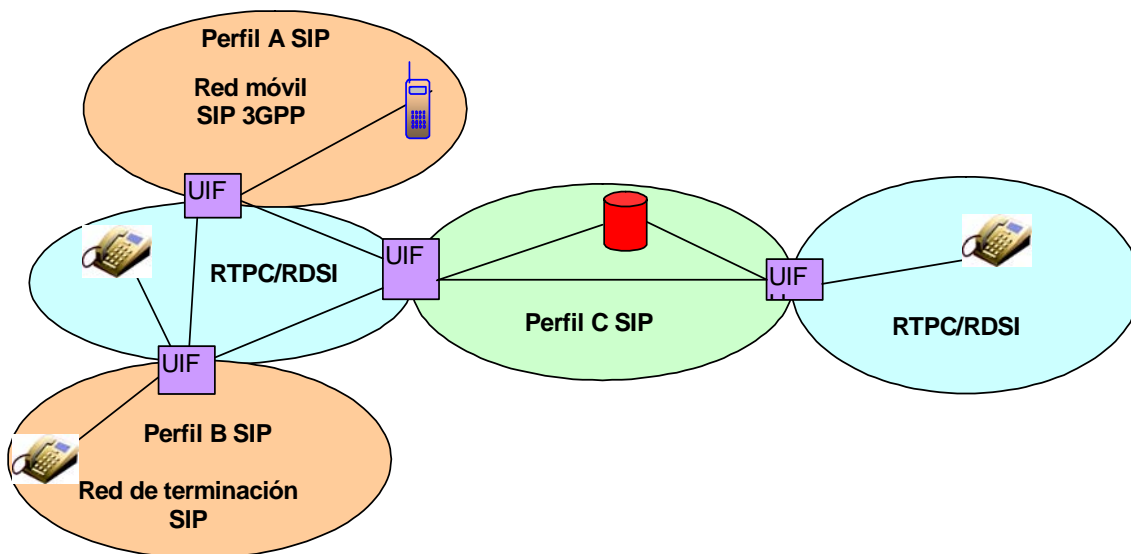 Perfil A SIP
Red móvil
SIP 3GPP
UIF
RTPC/RDSI
UIF
UIF
Perfil C SIP
UIF
RTPC/RDSI
Perfil B SIP
Red de terminación
SIP